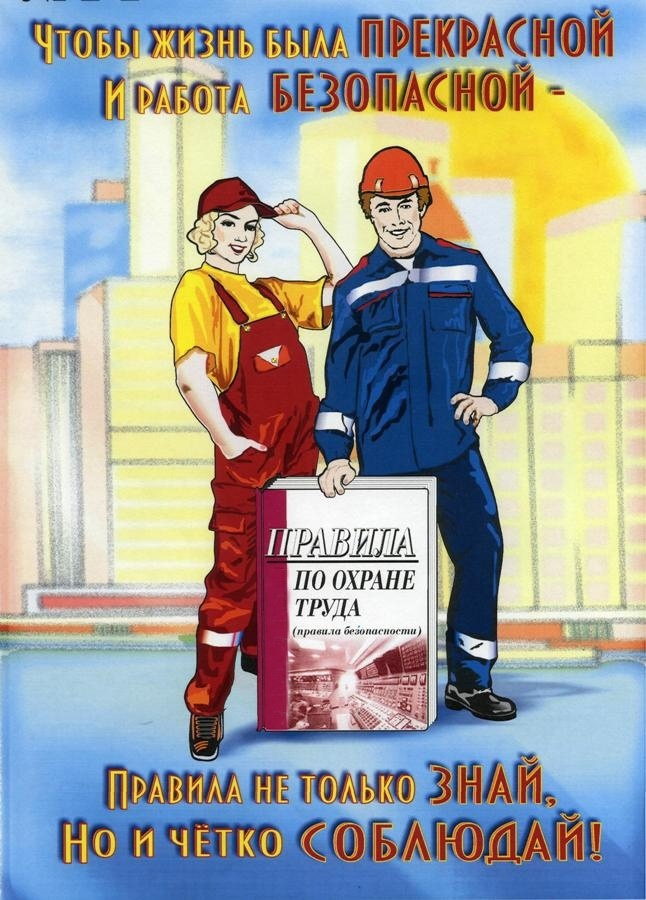 Чтобы жизнь была ПРЕКРАСНОЙ
И работа БЕЗОПАСНОЙ -
ПРАВИЛА
ПО ОХРАНЕ
ТРУДА
(правила безопасности)
Правила не только ЗНАЙ,
Но и чётко СОБЛЮДАЙ!